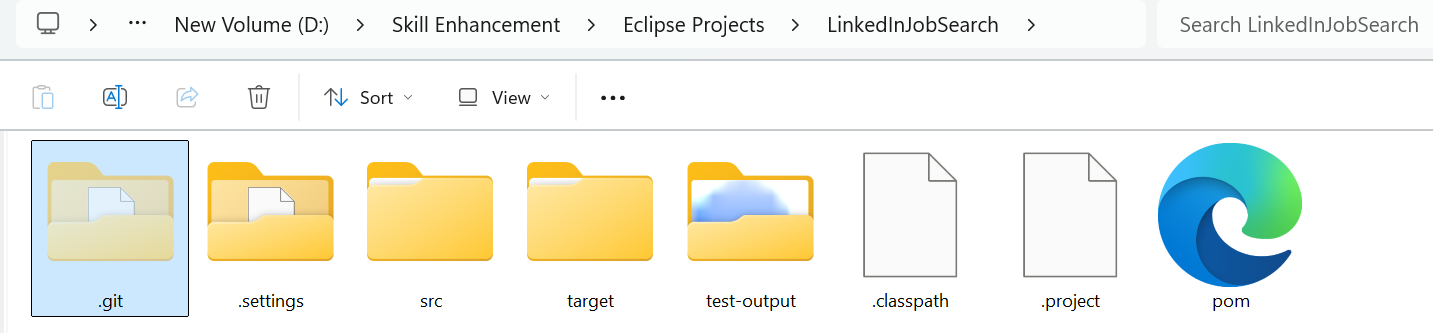 ... New Volume (D:) Skill Enhancement Eclipse Projects LinkedInJobSearch Search LinkedInJobSearch
Sort View ...
.git .settings src target test-output .classpath .project pom